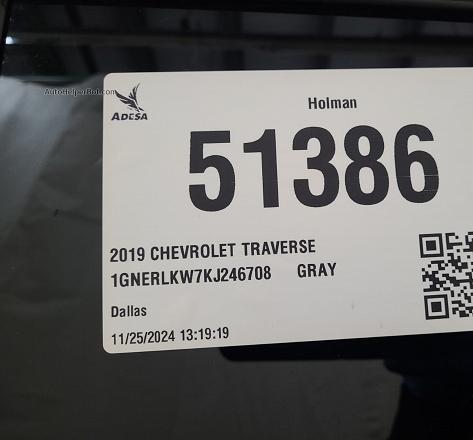 AutoHelperBot.com
ADESA
Holman
51386
2019 CHEVROLET TRAVERSE
1GNERLKW7KJ246708 GRAY
Dallas
11/25/2024 13:19:19